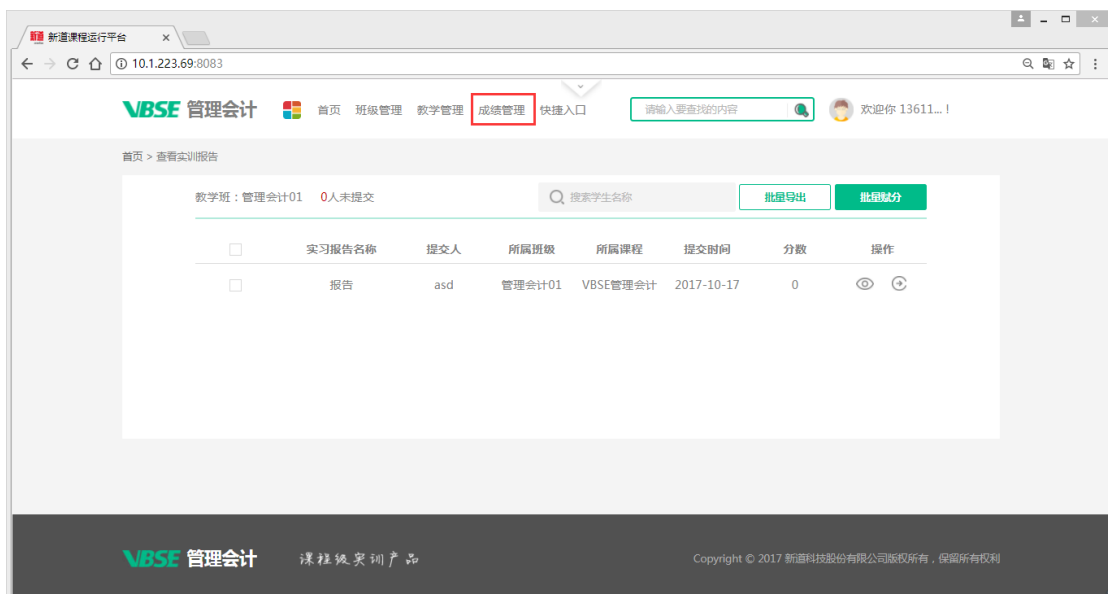 新道课程运行平台
10.1.223.69:8083
VBSE 管理会计 首页 班级管理 教学管理 成绩管理 快捷入口 请输入要查找的内容 欢迎你 13611... !
首页 > 查看实训报告
教学班：管理会计01 0人未提交 搜索学生名称 批量导出 批量赋分
实习报告名称 提交人 所属班级 所属课程 提交时间 分数 操作
报告 asd 管理会计01 VBSE管理会计 2017-10-17 0
VBSE 管理会计 课程级实训产品 Copyright © 2017 新道科技股份有限公司版权所有，保留所有权利